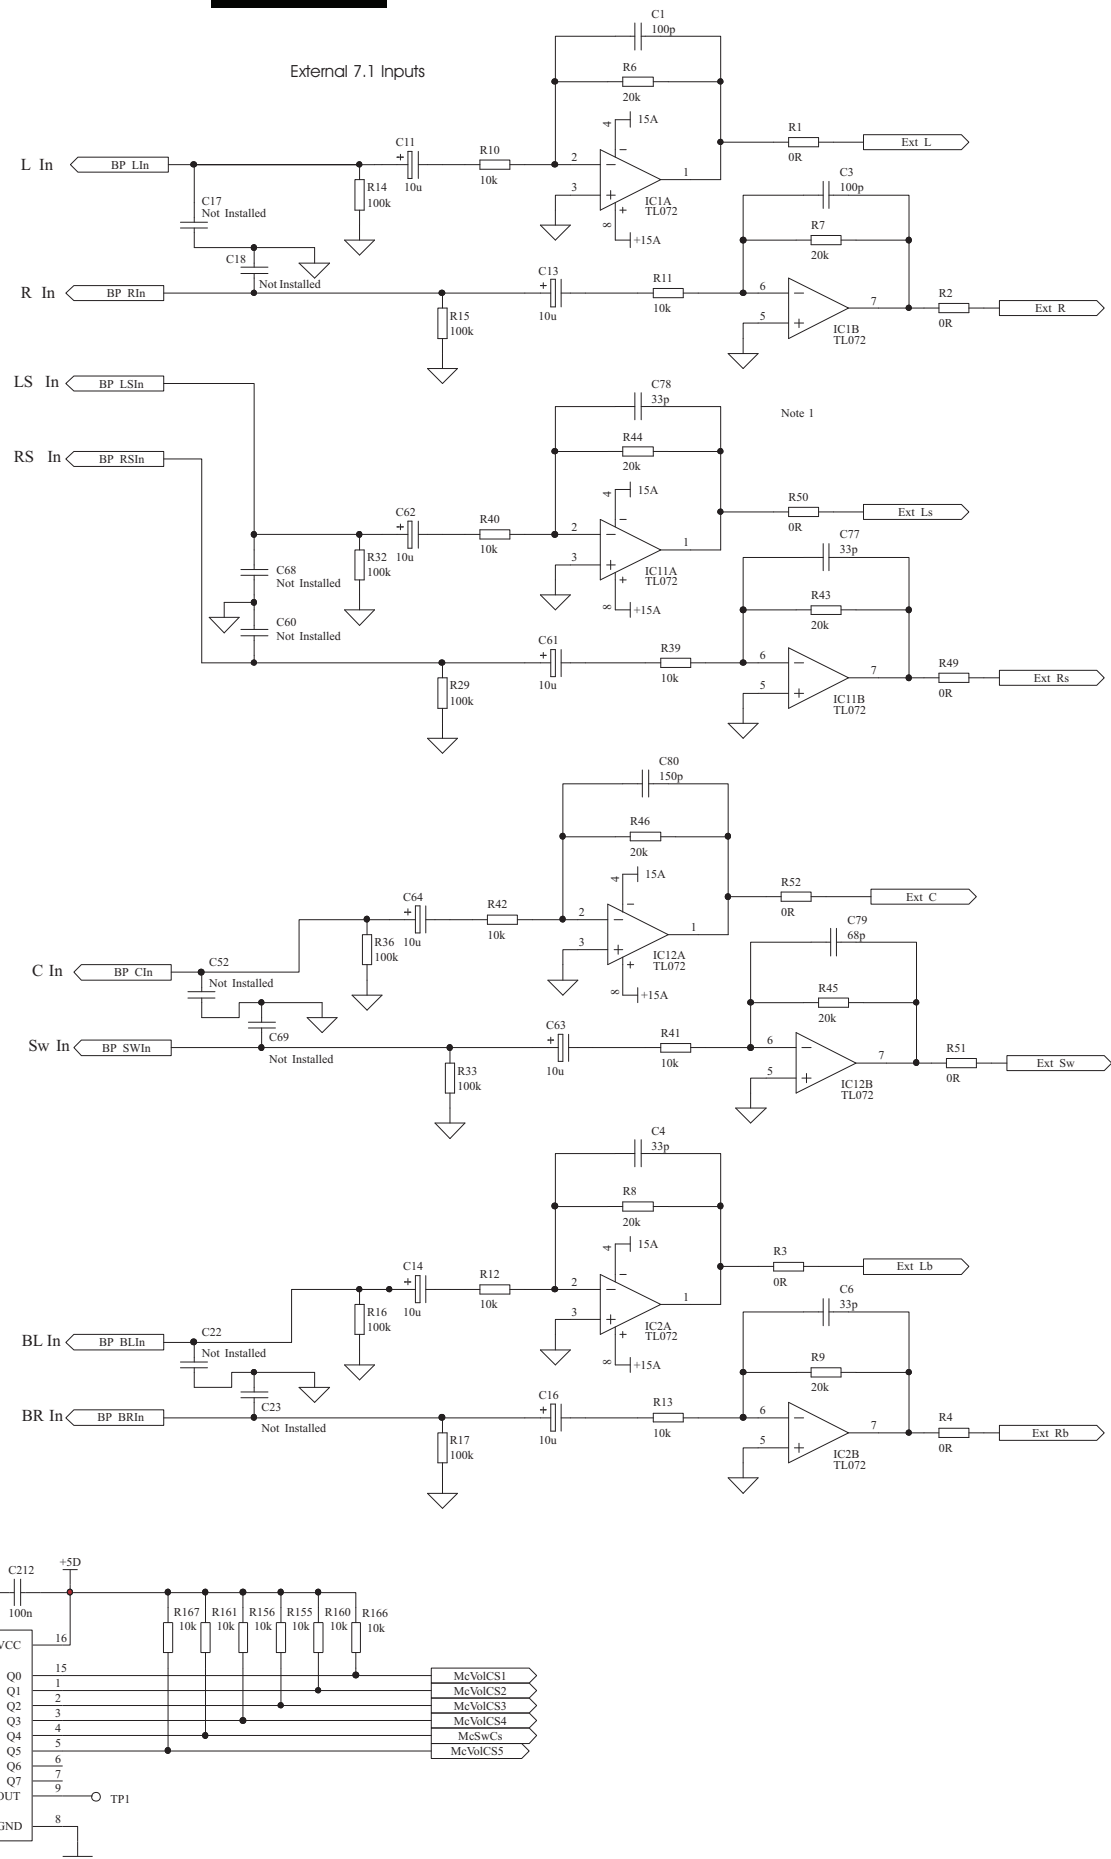 External 7.1 Inputs
C1
100p
R6
20k
4
15A
L In
BP LIn
C11
+
10u
R10
10k
2
3
1
IC1A
TL072
8
+15A
R1
0R
Ext L
C17
Not Installed
R14
100k
C18
Not Installed
C3
100p
R7
20k
R In
BP RIn
C13
+
10u
R11
10k
6
5
7
IC1B
TL072
R2
0R
Ext R
R15
100k
LS In
BP LSIn
RS In
BP RSIn
C78
33p
Note 1
R44
20k
4
15A
C62
+
10u
R40
10k
2
3
1
IC11A
TL072
8
+15A
R50
0R
Ext Ls
R32
100k
C68
Not Installed
C60
Not Installed
C77
33p
R43
20k
C61
+
10u
R39
10k
6
5
7
IC11B
TL072
R49
0R
Ext Rs
R29
100k
C80
150p
R46
20k
4
15A
C64
+
10u
R42
10k
2
3
1
IC12A
TL072
8
+15A
R52
0R
Ext C
R36
100k
C In
BP CIn
C52
Not Installed
C69
Not Installed
C79
68p
R45
20k
Sw In
BP SWIn
C63
+
10u
R41
10k
6
5
7
IC12B
TL072
R51
0R
Ext Sw
R33
100k
C4
33p
R8
20k
4
15A
C14
+
10u
R12
10k
2
3
1
IC2A
TL072
8
+15A
R3
0R
Ext Lb
R16
100k
BL In
BP BLIn
C22
Not Installed
C23
Not Installed
C6
33p
R9
20k
BR In
BP BRIn
C16
+
10u
R13
10k
6
5
7
IC2B
TL072
R4
0R
Ext Rb
R17
100k
C212
100n
+5D
R167
10k
R161
10k
R156
10k
R155
10k
R160
10k
R166
10k
VCC 16
Q0 15 McVolCS1
Q1 1 McVolCS2
Q2 2 McVolCS3
Q3 3 McVolCS4
Q4 4 McSwCs
Q5 5 McVolCS5
Q6 6
Q7 7
OUT 9 TP1
GND 8